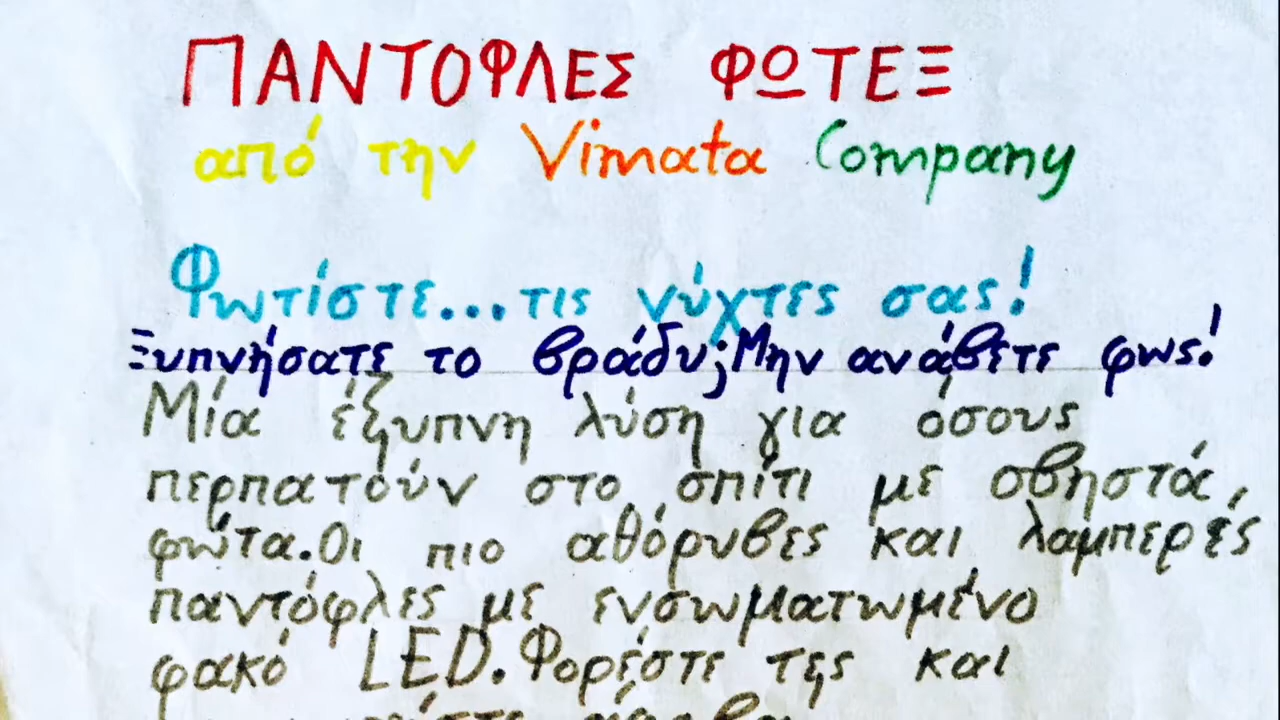 ΠΑΝΤΟΦΛΕΣ ΦΩΤΕΞ
από την Vimata Company
Φωτίστε...τις νύχτες σας!
Ξυπνήσατε το βράδυ;Μην ανάβετε φως!
Μία έξυπνη λύση για όσους
περπατούν στο σπίτι με σβηστά,
φώτα.Οι πιο αθόρυβες και λαμπερές
παντόφλες με ενσωματωμένο
φακό LED.Φορέστε τες και